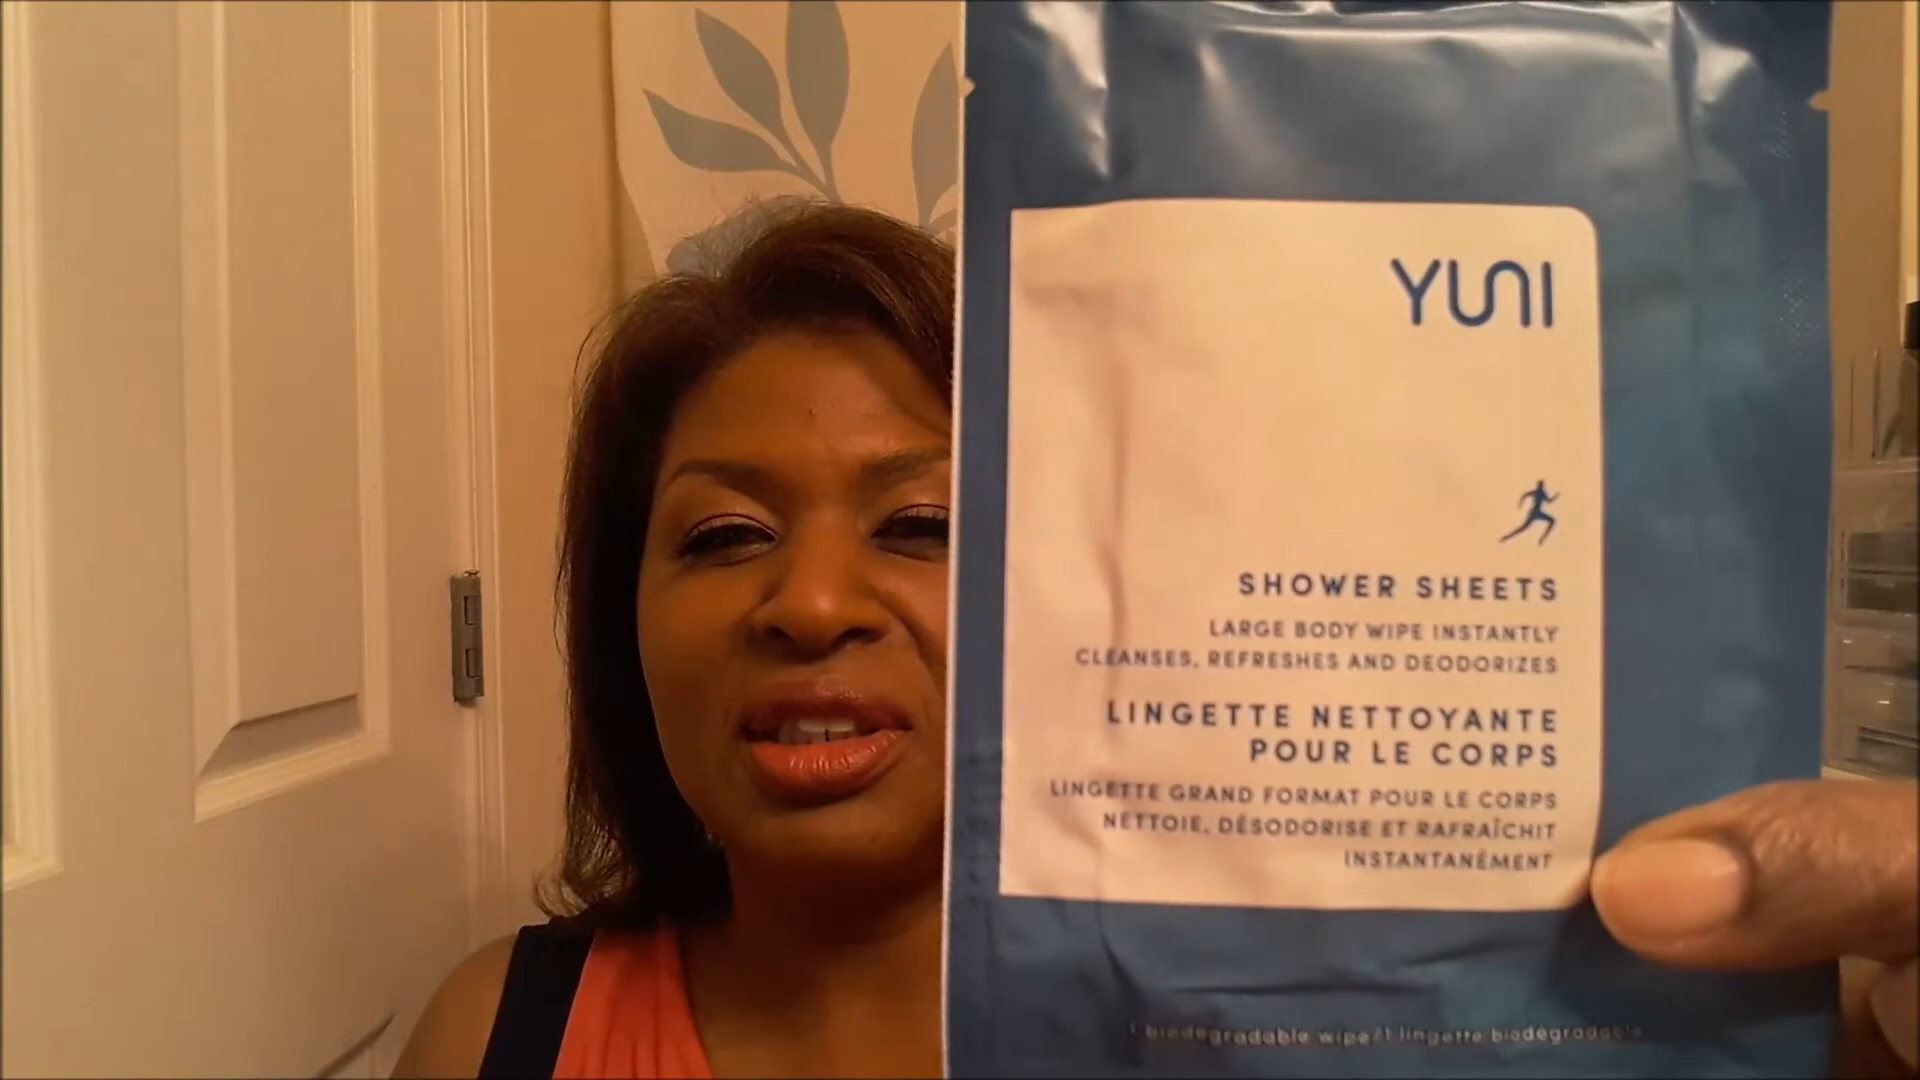 YUNI
SHOWER SHEETS
LARGE BODY WIPE INSTANTLY
CLEANSES, REFRESHES AND DEODORIZES
LINGETTE NETTOYANTE
POUR LE CORPS
LINGETTE GRAND FORMAT POUR LE CORPS
NETTOIE, DÉSODORISE ET RAFRAÎCHIT
INSTANTANÉMENT
biodegradable wipe/1 lingette biodégradable